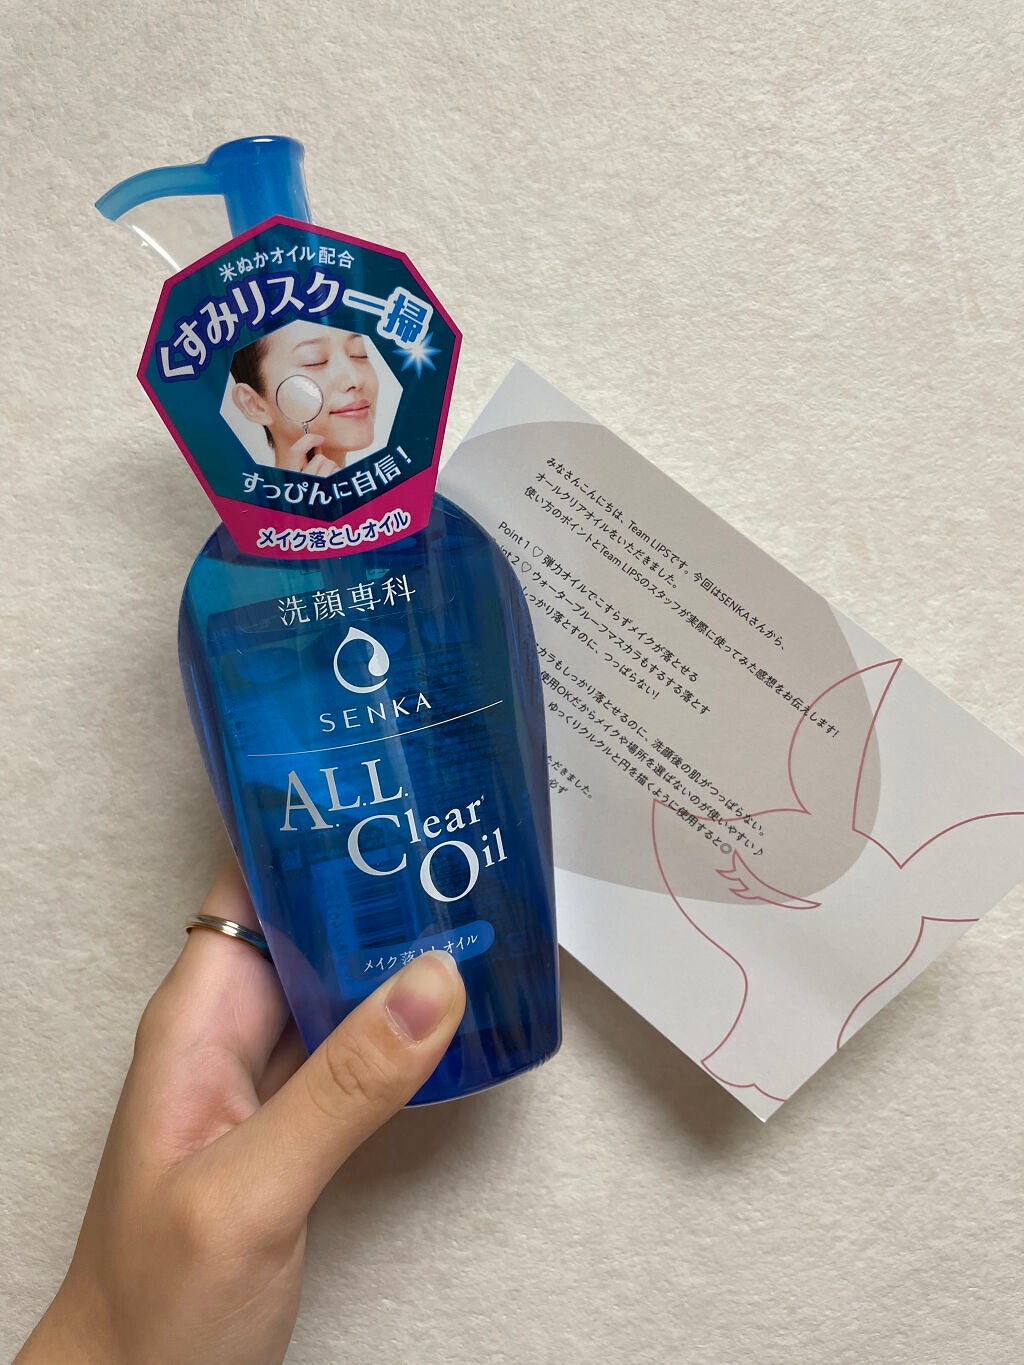 米ぬかオイル配合
くすみリスク一掃
すっぴんに自信!
メイク落としオイル
洗顔専科
SENKA
A.L.L.
Clear
Oil
メイク落としオイル
みなさんこんにちは、Team LIPSです。今回はSENKAさんから、
オールクリアオイルをいただきました。
使い方のポイントとTeam LIPSのスタッフが実際に使ってみた感想をお伝えします!
Point 1 ♡ 弾力オイルでこすらずメイクが落とせる
2 ♡ ウォータープルーフマスカラもするする落とす
しっかり落とすのに、つっぱらない!
カラもしっかり落とせるのに、洗顔後の肌がつっぱらない。
使用OKだからメイクや場所を選ばないのが使いやすい♪
ゆっくりクルクルと円を描くように使用すると◎
だきました。
必ず